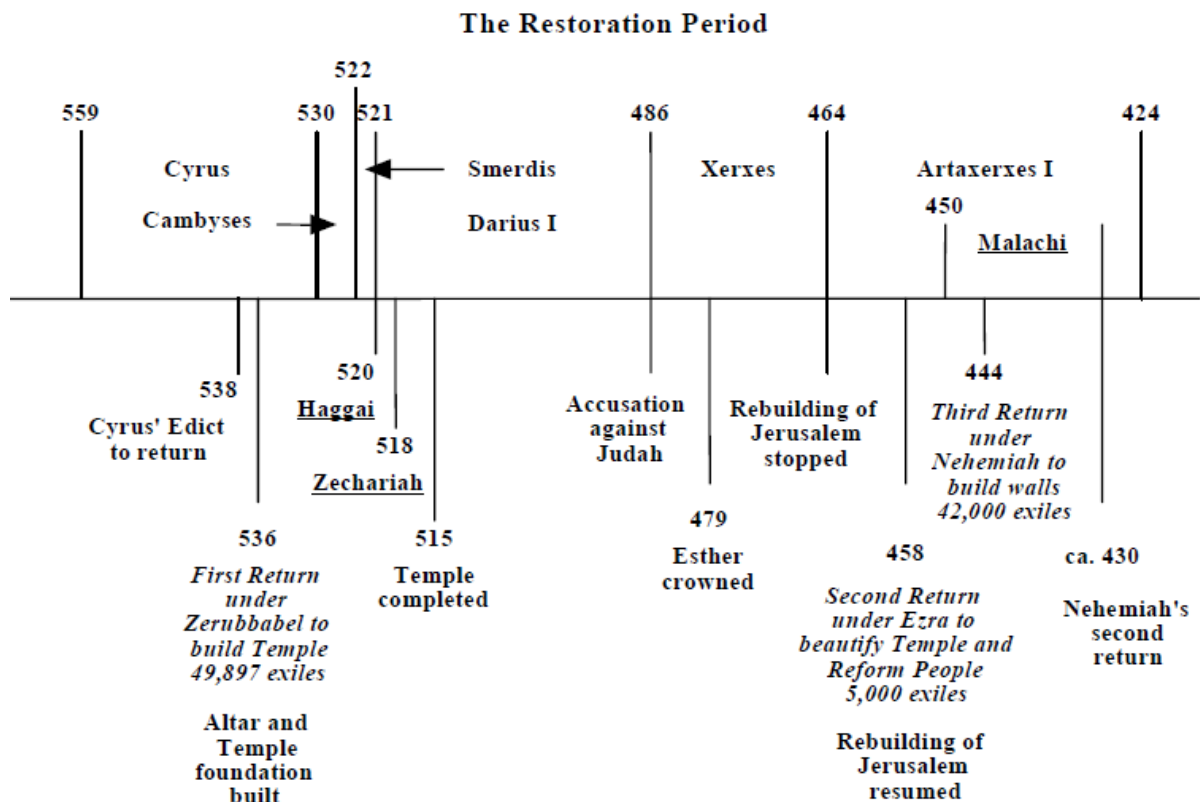 The Restoration Period
522
559
530
521
486
464
424
Cyrus
Smerdis
Xerxes
Artaxerxes I
Cambyses
Darius I
450
Malachi
538
Cyrus' Edict
to return
520
Haggai
518
Zechariah
536
First Return
under
Zerubbabel to
build Temple
49,897 exiles
Altar and
Temple
foundation
built
515
Temple
completed
Accusation
against
Judah
479
Esther
crowned
Rebuilding of
Jerusalem
stopped
458
Second Return
under Ezra to
beautify Temple and
Reform People
5,000 exiles
Rebuilding of
Jerusalem
resumed
444
Third Return
under
Nehemiah to
build walls
42,000 exiles
ca. 430
Nehemiah's
second
return